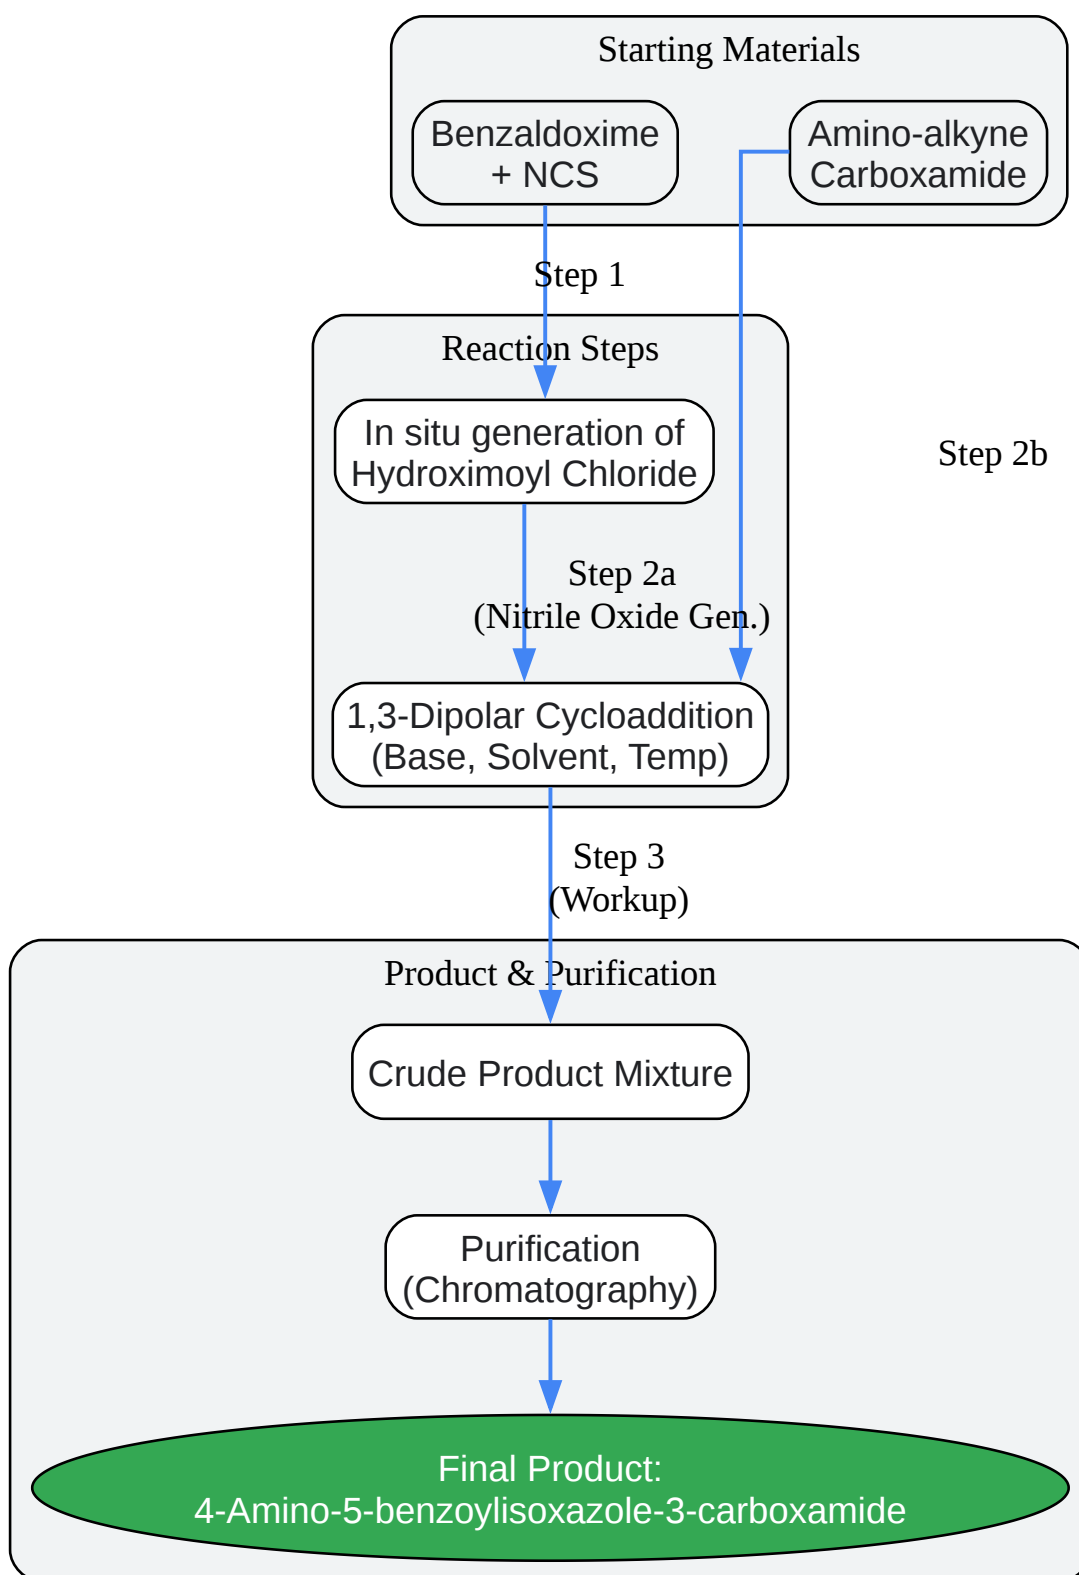 Starting Materials
Benzaldoxime
+ NCS
Amino-alkyne
Carboxamide
Step 1
Reaction Steps
In situ generation of
Hydroximoyl Chloride
Step 2b
Step 2a
(Nitrile Oxide Gen.)
1,3-Dipolar Cycloaddition
(Base, Solvent, Temp)
Step 3
(Workup)
Product & Purification
Crude Product Mixture
Purification
(Chromatography)
Final Product:
4-Amino-5-benzoylisoxazole-3-carboxamide